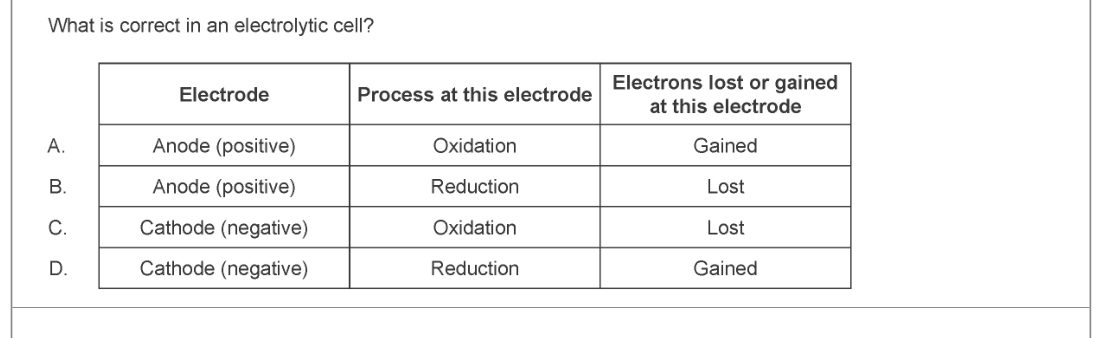 What is correct in an electrolytic cell?
Electrode Process at this electrode Electrons lost or gained
at this electrode
A. Anode (positive) Oxidation Gained
B. Anode (positive) Reduction Lost
C. Cathode (negative) Oxidation Lost
D. Cathode (negative) Reduction Gained